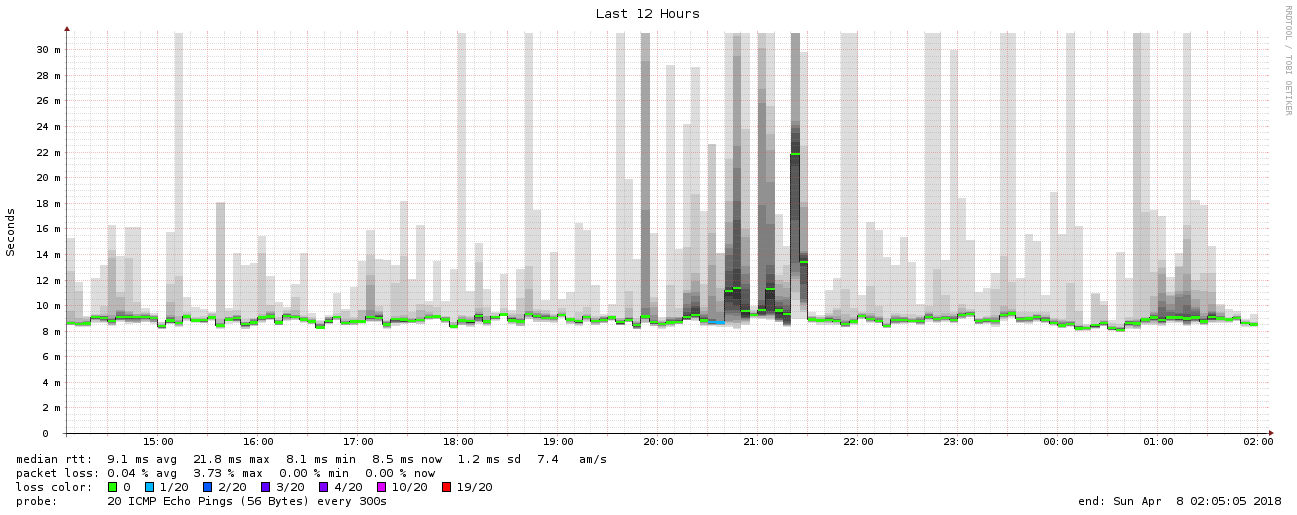 Last 12 Hours
RRDTOOL / TOBI OETIKER
Seconds
30 m
28 m
26 m
24 m
22 m
20 m
18 m
16 m
14 m
12 m
10 m
8 m
6 m
4 m
2 m
0
15:00 16:00 17:00 18:00 19:00 20:00 21:00 22:00 23:00 00:00 01:00 02:00
median rtt: 9.1 ms avg 21.8 ms max 8.1 ms min 8.5 ms now 1.2 ms sd 7.4 am/s
packet loss: 0.04 % avg 3.73 % max 0.00 % min 0.00 % now
loss color: 0 1/20 2/20 3/20 4/20 10/20 19/20
probe: 20 ICMP Echo Pings (56 Bytes) every 300s
end: Sun Apr 8 02:05:05 2018